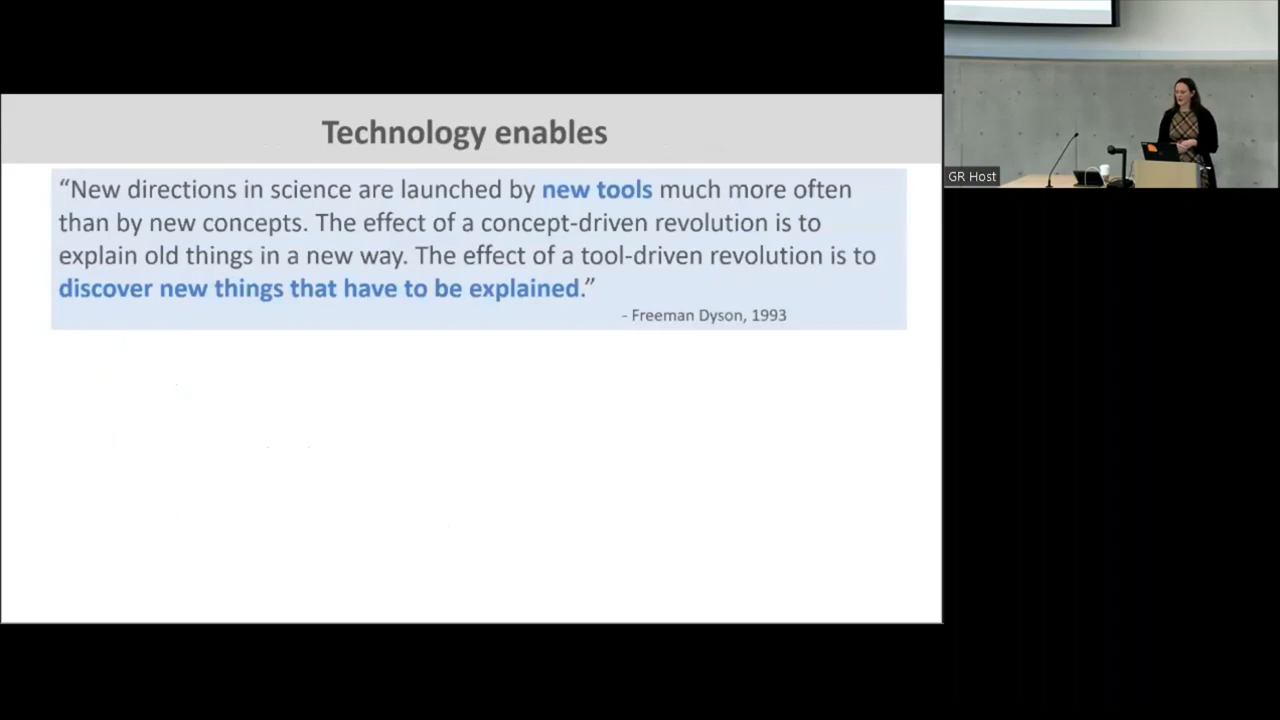 Technology enables
“New directions in science are launched by new tools much more often
than by new concepts. The effect of a concept-driven revolution is to
explain old things in a new way. The effect of a tool-driven revolution is to
discover new things that have to be explained.”
- Freeman Dyson, 1993
GR Host